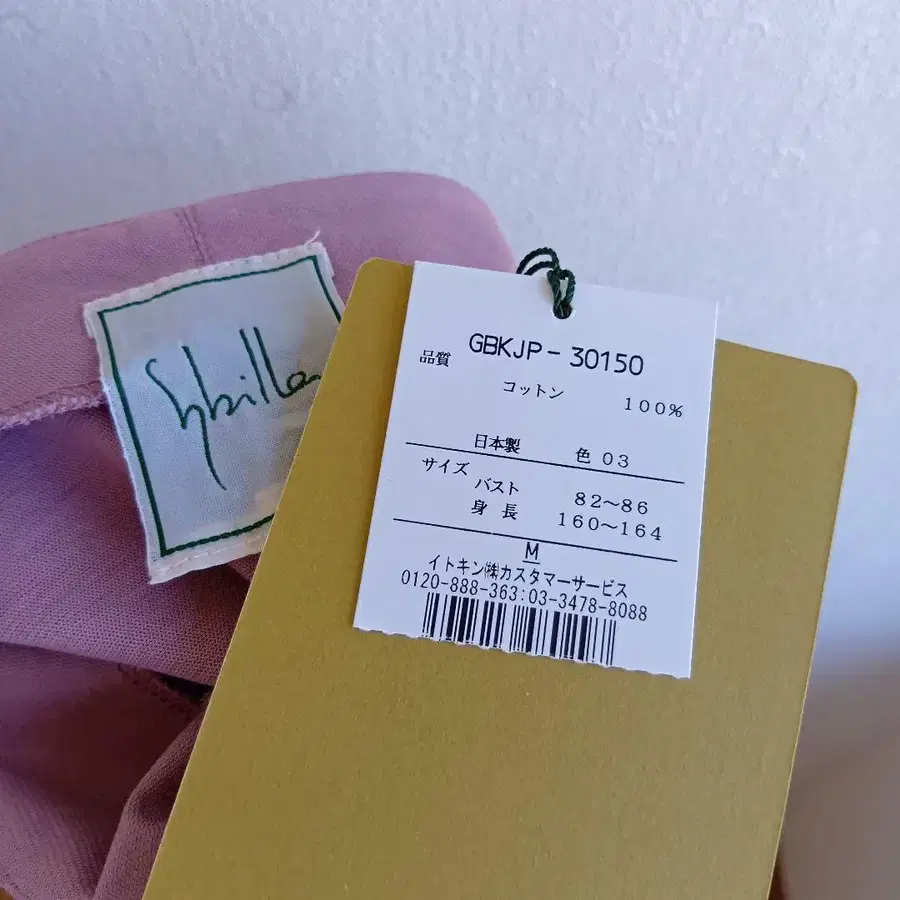 Sybilla
GBKJP-30150
品質
コットン 100%
日本製 色 03
サイズ
バスト 82〜86
身長 160〜164
M
イトキン㈱カスタマーサービス
0120-888-363:03-3478-8088